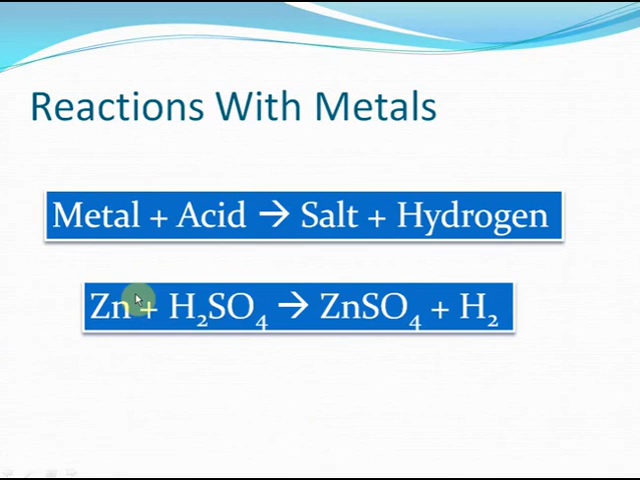 Reactions With Metals
Metal + Acid → Salt + Hydrogen
Zn + H₂SO₄ → ZnSO₄ + H₂